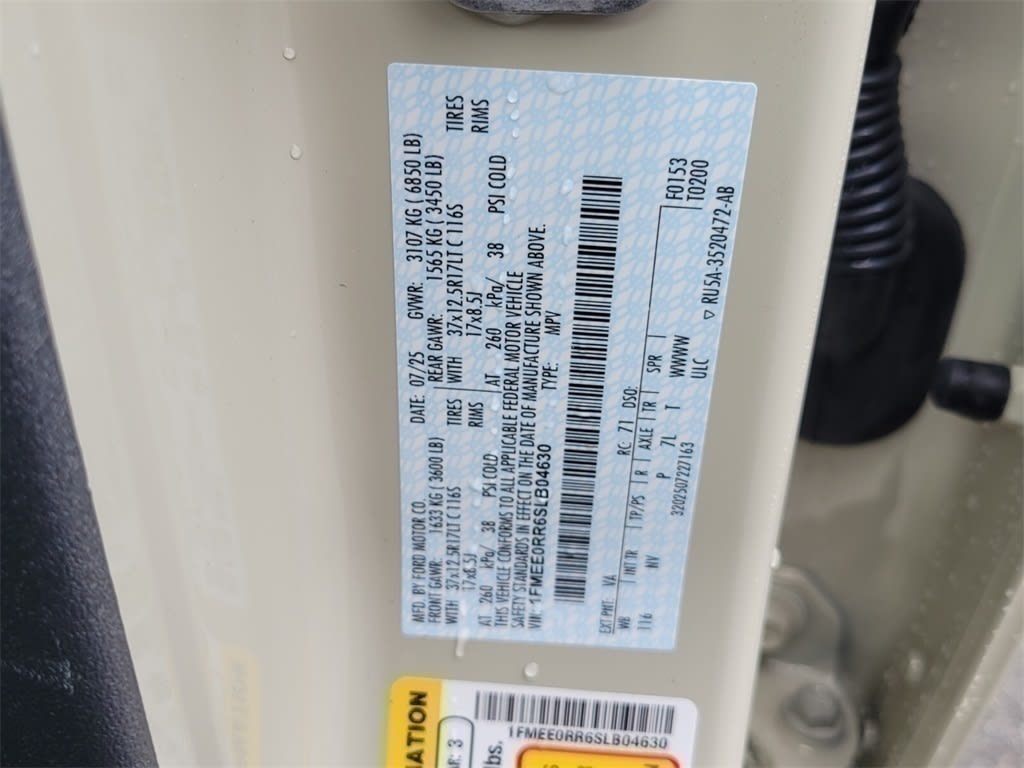 MFD. BY FORD MOTOR CO. DATE: 07/25 GVWR: 3107 KG ( 6850 LB)
FRONT GAWR: 1633 KG ( 3600 LB) REAR GAWR: 1565 KG ( 3450 LB)
WITH 37x12.5R17LT C 116S TIRES WITH 37x12.5R17LT C 116S TIRES
17x8.5J RIMS 17x8.5J RIMS
AT 260 kPa/ 38 PSI COLD AT 260 kPa/ 38 PSI COLD
THIS VEHICLE CONFORMS TO ALL APPLICABLE FEDERAL MOTOR VEHICLE
SAFETY STANDARDS IN EFFECT ON THE DATE OF MANUFACTURE SHOWN ABOVE.
VIN: 1FMEE0RR6SLB04630 TYPE: MPV
EXT PNT: VA RC: 71 DSO: F0153
WB INT TR TP/PS R AXLE TR SPR T0200
116 NV P 7L T WWWW
3202507227163 ULC
RU5A-3520472-AB
1FMEE0RR6SLB04630
lbs.
3